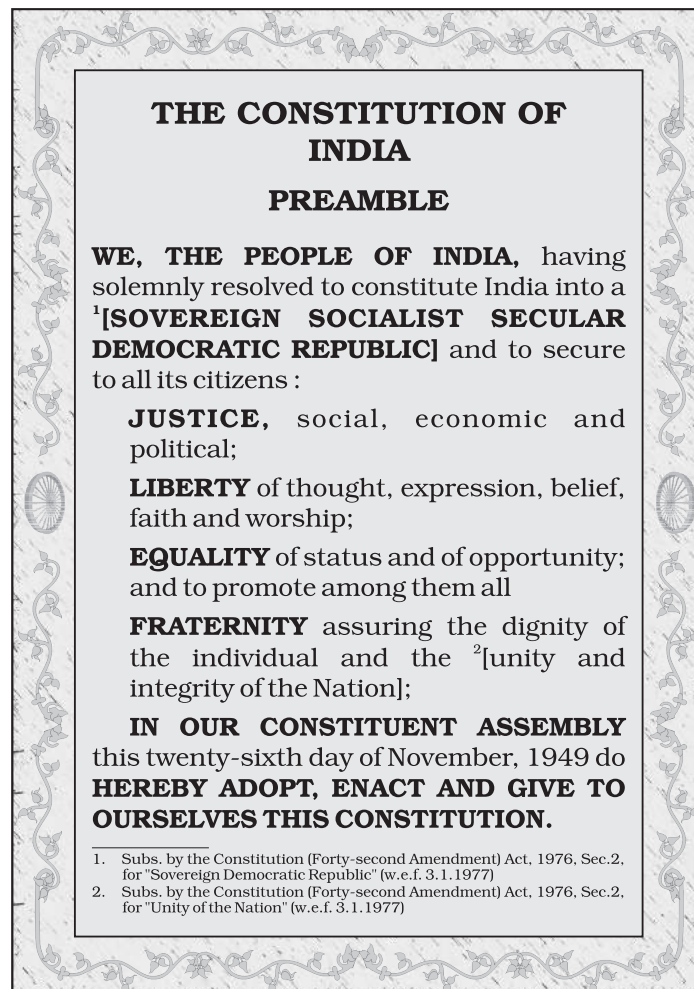 THE CONSTITUTION OF
INDIA
PREAMBLE
WE, THE PEOPLE OF INDIA, having
solemnly resolved to constitute India into a
¹[SOVEREIGN SOCIALIST SECULAR
DEMOCRATIC REPUBLIC] and to secure
to all its citizens :
JUSTICE, social, economic and
political;
LIBERTY of thought, expression, belief,
faith and worship;
EQUALITY of status and of opportunity;
and to promote among them all
FRATERNITY assuring the dignity of
the individual and the ²[unity and
integrity of the Nation];
IN OUR CONSTITUENT ASSEMBLY
this twenty-sixth day of November, 1949 do
HEREBY ADOPT, ENACT AND GIVE TO
OURSELVES THIS CONSTITUTION.
1. Subs. by the Constitution (Forty-second Amendment) Act, 1976, Sec.2,
for "Sovereign Democratic Republic" (w.e.f. 3.1.1977)
2. Subs. by the Constitution (Forty-second Amendment) Act, 1976, Sec.2,
for "Unity of the Nation" (w.e.f. 3.1.1977)